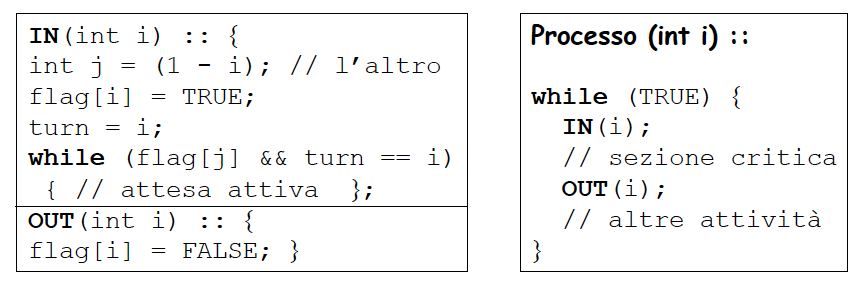 IN(int i) :: {
int j = (1 - i); // l’altro
flag[i] = TRUE;
turn = i;
while (flag[j] && turn == i)
{ // attesa attiva };
OUT(int i) :: {
flag[i] = FALSE; }
Processo (int i) ::
while (TRUE) {
IN(i);
// sezione critica
OUT(i);
// altre attività
}